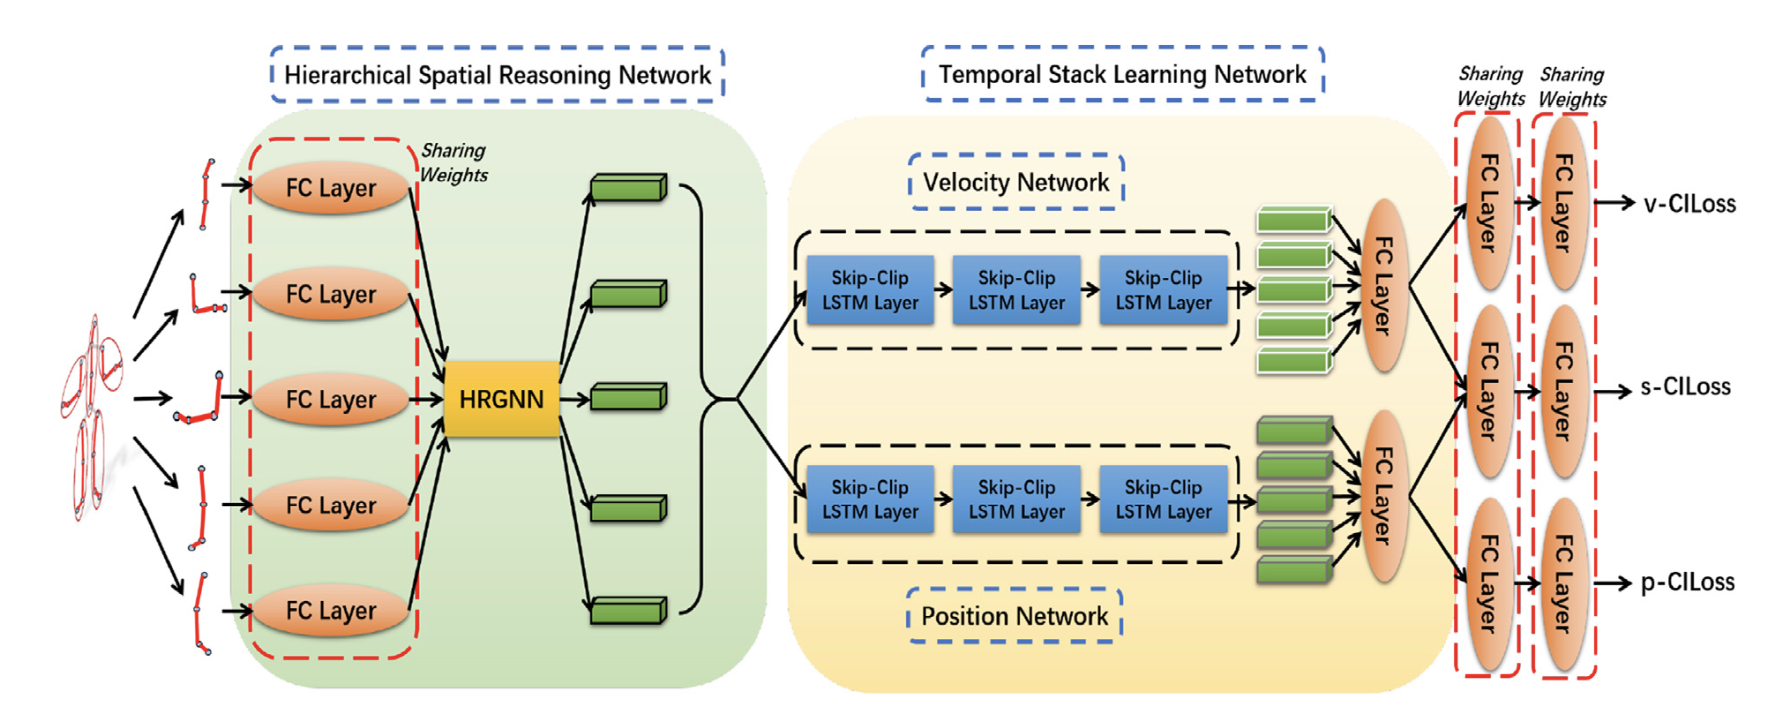 Hierarchical Spatial Reasoning Network
Temporal Stack Learning Network
Sharing
Weights
Sharing
Weights
Sharing
Weights
FC Layer
FC Layer
FC Layer
FC Layer
FC Layer
HRGNN
Velocity Network
Skip-Clip
LSTM Layer
Skip-Clip
LSTM Layer
Skip-Clip
LSTM Layer
FC Layer
Skip-Clip
LSTM Layer
Skip-Clip
LSTM Layer
Skip-Clip
LSTM Layer
FC Layer
Position Network
FC Layer
FC Layer
v-CILoss
FC Layer
FC Layer
s-CILoss
FC Layer
FC Layer
p-CILoss